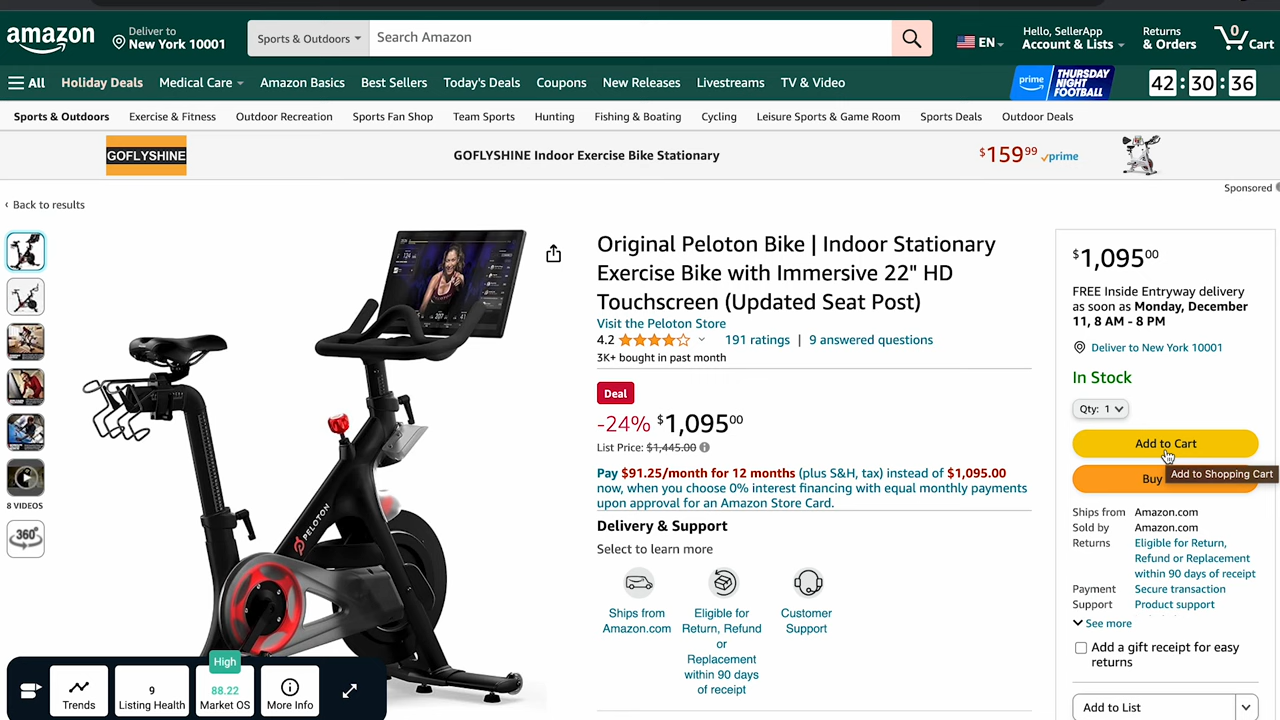 amazon
Deliver to
New York 10001
Sports & Outdoors
Search Amazon
EN
Hello, SellerApp
Account & Lists
Returns
& Orders
0
Cart
All
Holiday Deals
Medical Care
Amazon Basics
Best Sellers
Today's Deals
Coupons
New Releases
Livestreams
TV & Video
prime
THURSDAY
NIGHT
FOOTBALL
42 : 30 : 36
Sports & Outdoors
Exercise & Fitness
Outdoor Recreation
Sports Fan Shop
Team Sports
Hunting
Fishing & Boating
Cycling
Leisure Sports & Game Room
Sports Deals
Outdoor Deals
GOFLYSHINE
GOFLYSHINE Indoor Exercise Bike Stationary
$159 99 prime
Sponsored
‹ Back to results
8 VIDEOS
360°
PELOTON
Original Peloton Bike | Indoor Stationary
Exercise Bike with Immersive 22" HD
Touchscreen (Updated Seat Post)
Visit the Peloton Store
4.2
191 ratings | 9 answered questions
3K+ bought in past month
Deal
-24% $1,095 00
List Price: $1,445.00
Pay $91.25/month for 12 months (plus S&H, tax) instead of $1,095.00
now, when you choose 0% interest financing with equal monthly payments
upon approval for an Amazon Store Card.
Delivery & Support
Select to learn more
Ships from
Amazon.com
Eligible for
Return, Refund
or
Replacement
within 90 days
of receipt
Customer
Support
$1,095 00
FREE Inside Entryway delivery
as soon as Monday, December
11, 8 AM - 8 PM
Deliver to New York 10001
In Stock
Qty: 1
Add to Cart
Buy
Add to Shopping Cart
Ships from Amazon.com
Sold by Amazon.com
Returns Eligible for Return,
Refund or Replacement
within 90 days of receipt
Payment Secure transaction
Support Product support
See more
Add a gift receipt for easy
returns
Add to List
Trends
9
Listing Health
High
88.22
Market OS
More Info